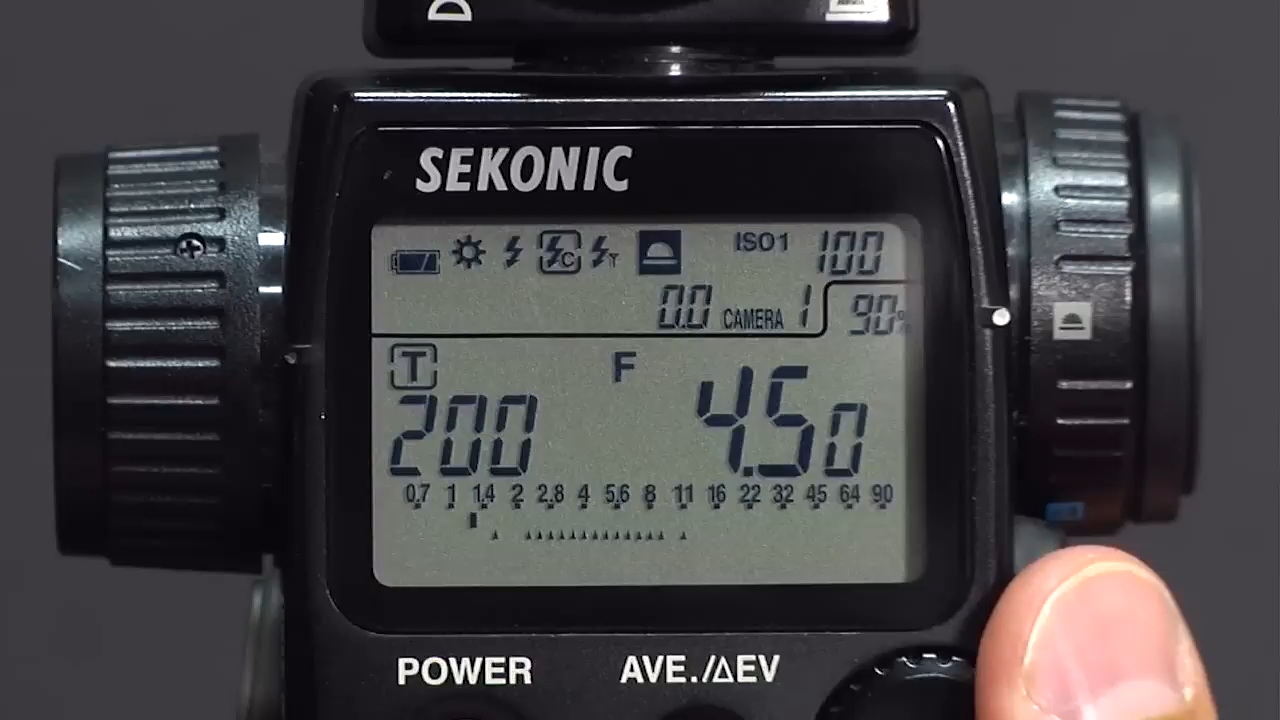 D
SEKONIC
C T ISO1 100
0.0 CAMERA 1 90%
T F
200 4.50
0.7 1 1.4 2 2.8 4 5.6 8 11 16 22 32 45 64 90
POWER AVE./ΔEV